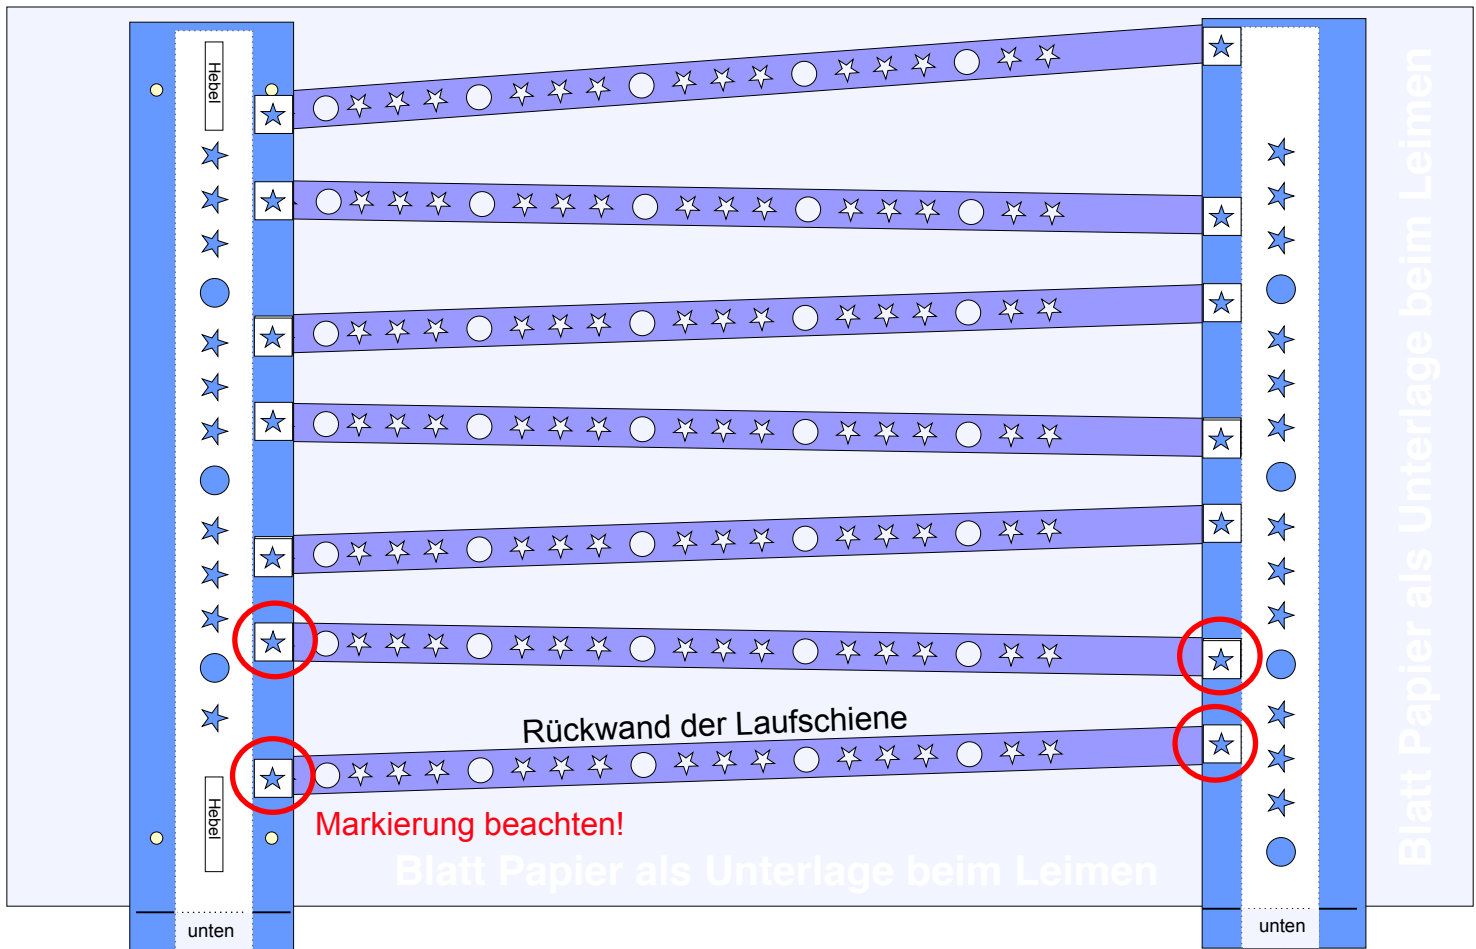 Hebel
Rückwand der Laufschiene
Hebel
Markierung beachten!
Blatt Papier als Unterlage beim Leimen
Blatt Papier als Unterlage beim Leimen
unten
unten